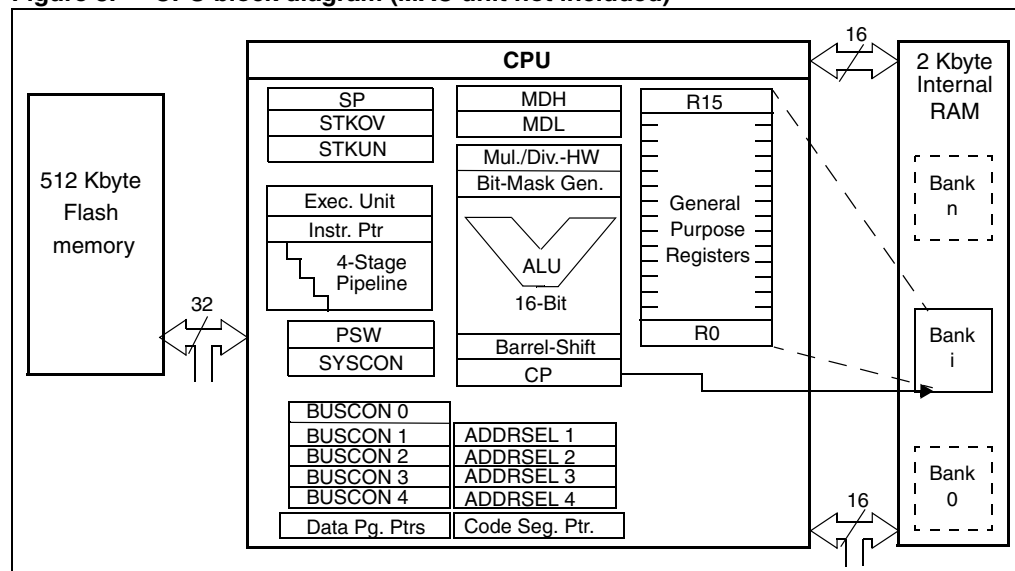 Figure 8. CPU block diagram (MAC unit not included)
CPU
512 Kbyte
Flash
memory
32
SP
STKOV
STKUN
Exec. Unit
Instr. Ptr
4-Stage
Pipeline
PSW
SYSCON
BUSCON 0
BUSCON 1
BUSCON 2
BUSCON 3
BUSCON 4
Data Pg. Ptrs
MDH
MDL
Mul./Div.-HW
Bit-Mask Gen.
ALU
16-Bit
Barrel-Shift
CP
ADDRSEL 1
ADDRSEL 2
ADDRSEL 3
ADDRSEL 4
Code Seg. Ptr.
R15
General
Purpose
Registers
R0
16
16
2 Kbyte
Internal
RAM
Bank
n
Bank
i
Bank
0